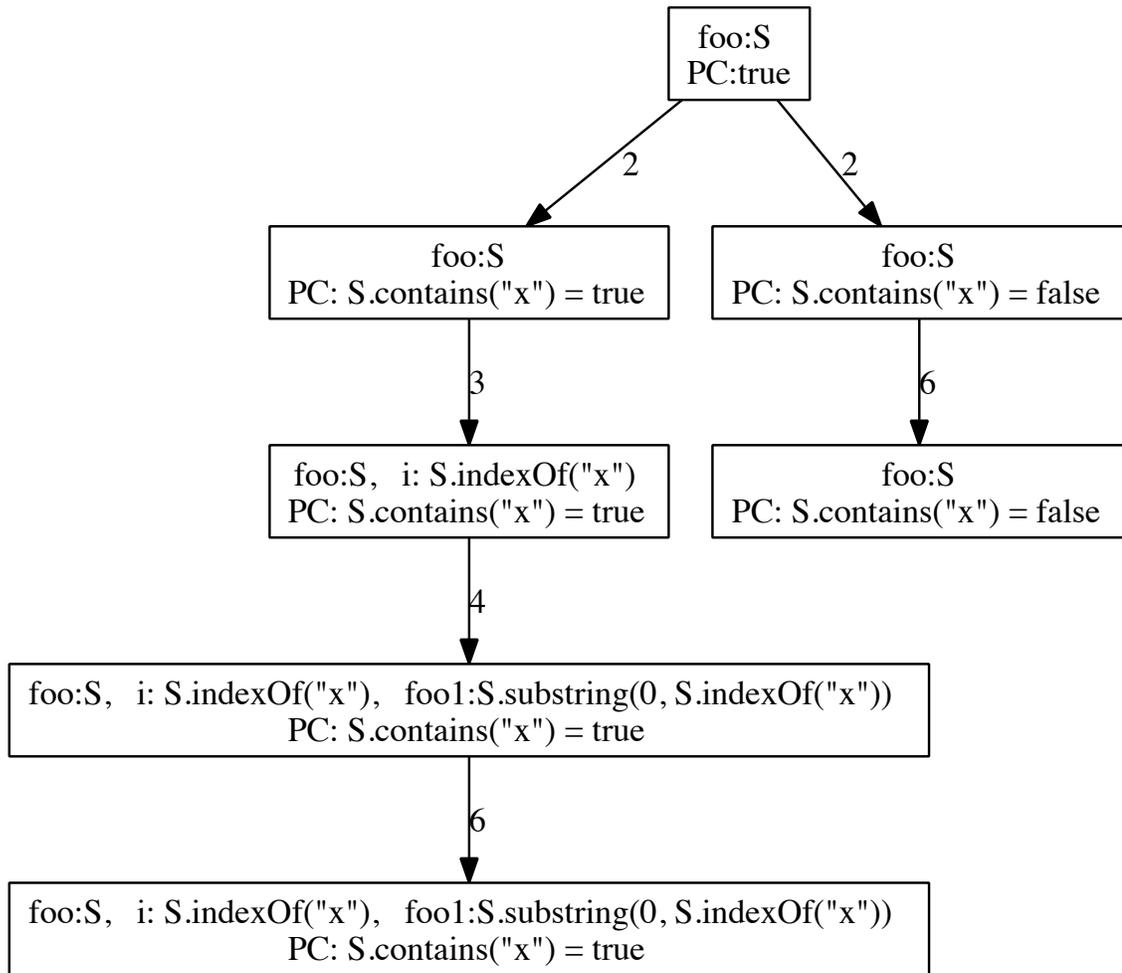 foo:S
PC:true
2
2
foo:S
PC: S.contains("x") = true
foo:S
PC: S.contains("x") = false
3
6
foo:S,   i: S.indexOf("x")
PC: S.contains("x") = true
foo:S
PC: S.contains("x") = false
4
foo:S,   i: S.indexOf("x"),   foo1:S.substring(0, S.indexOf("x"))
PC: S.contains("x") = true
6
foo:S,   i: S.indexOf("x"),   foo1:S.substring(0, S.indexOf("x"))
PC: S.contains("x") = true